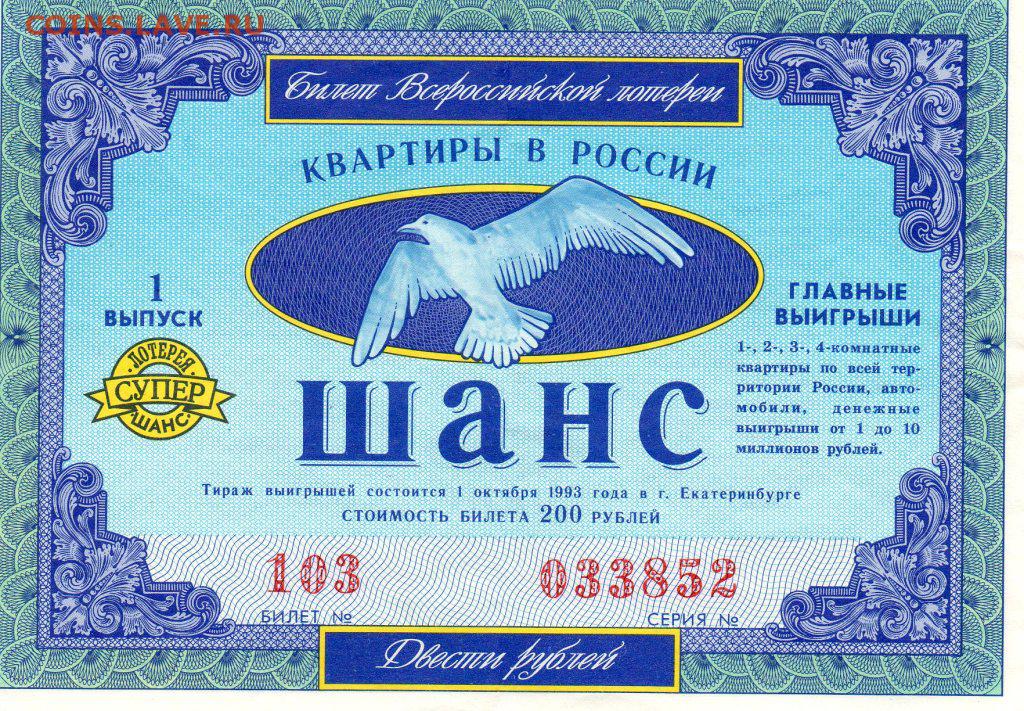 COINS.LAVE.RU
Билет Всероссийской лотереи
КВАРТИРЫ В РОССИИ
1
ВЫПУСК
ЛОТЕРЕЯ
СУПЕР
ШАНС
ГЛАВНЫЕ
ВЫИГРЫШИ
1-, 2-, 3-, 4-комнатные
квартиры по всей тер-
ритории России, авто-
мобили, денежные
выигрыши от 1 до 10
миллионов рублей.
шанс
Тираж выигрышей состоится 1 октября 1993 года в г. Екатеринбурге
СТОИМОСТЬ БИЛЕТА 200 РУБЛЕЙ
103 033852
БИЛЕТ № СЕРИЯ №
Двести рублей